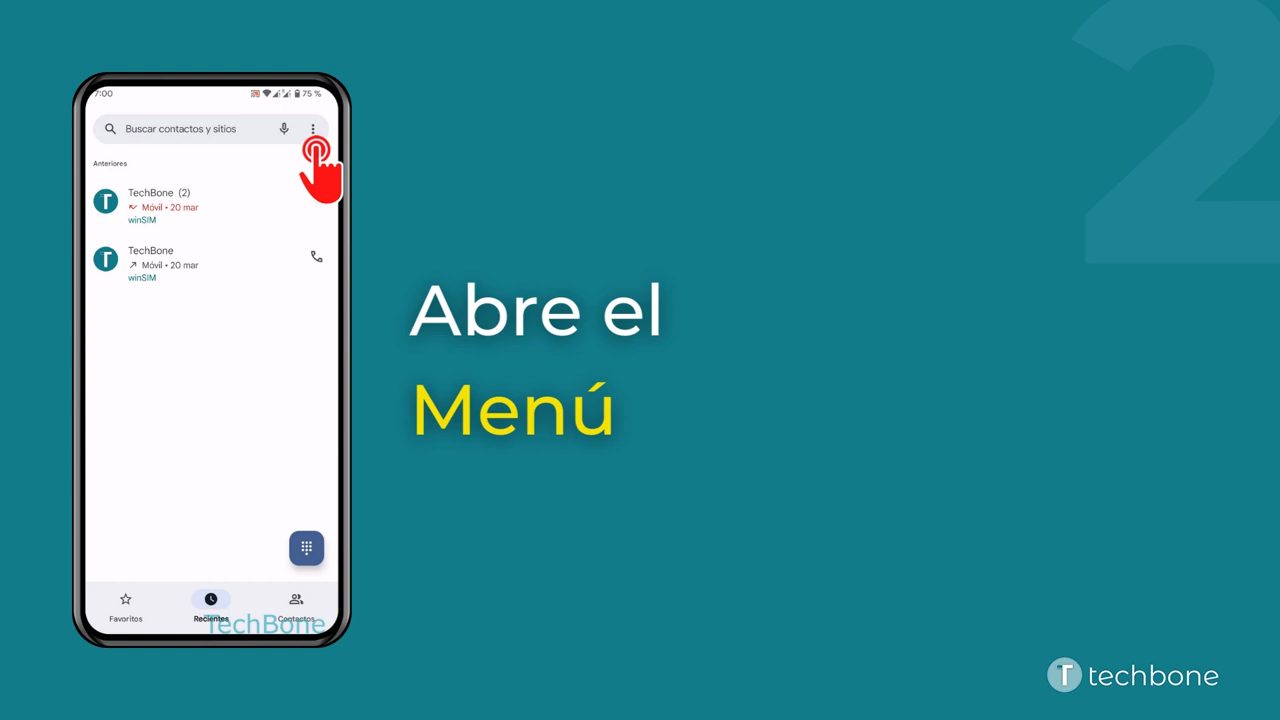 2
7:00
75 %
Buscar contactos y sitios
Anteriores
TechBone (2)
Móvil • 20 mar
winSIM
TechBone
Móvil • 20 mar
winSIM
Favoritos
Recientes
Contactos
TechBone
Abre el
Menú
T techbone